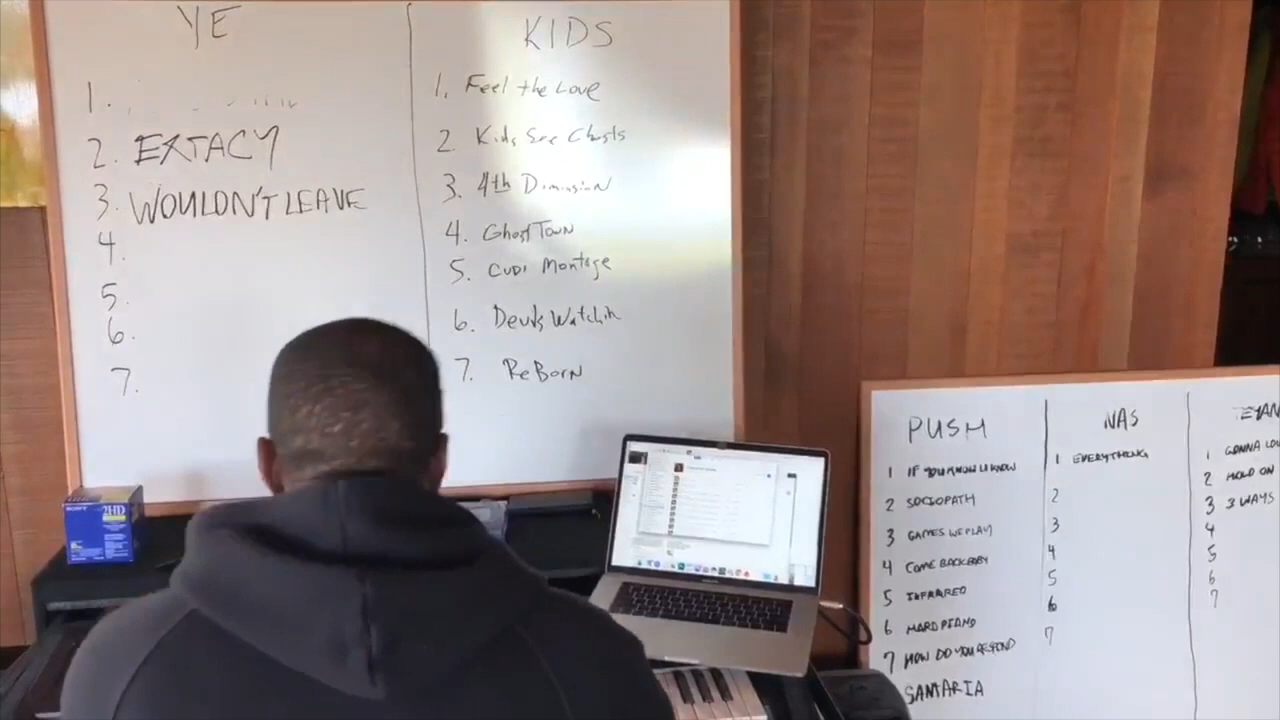 YE
1.
2. EXTACY
3. WOULDN'T LEAVE
4.
5.
6.
7.
KIDS
1. Feel the Love
2. Kids See Ghosts
3. 4th Dimension
4. Ghost Town
5. CUDI Montage
6. Devils Watchin
7. ReBorn
SONY
2HD
PUSH
1 IF YOU KNOW U KNOW
2 SOCIOPATH
3 GAMES WE PLAY
4 COME BACK BABY
5 INFRARED
6 HARD PIANO
7 HOW DO YOU RESPOND
SANTARIA
NAS
1 EVERYTHING
2
3
4
5
6
7
TEYAN
1 GONNA LOV
2 HOLD ON
3 3 WAYS
4
5
6
7